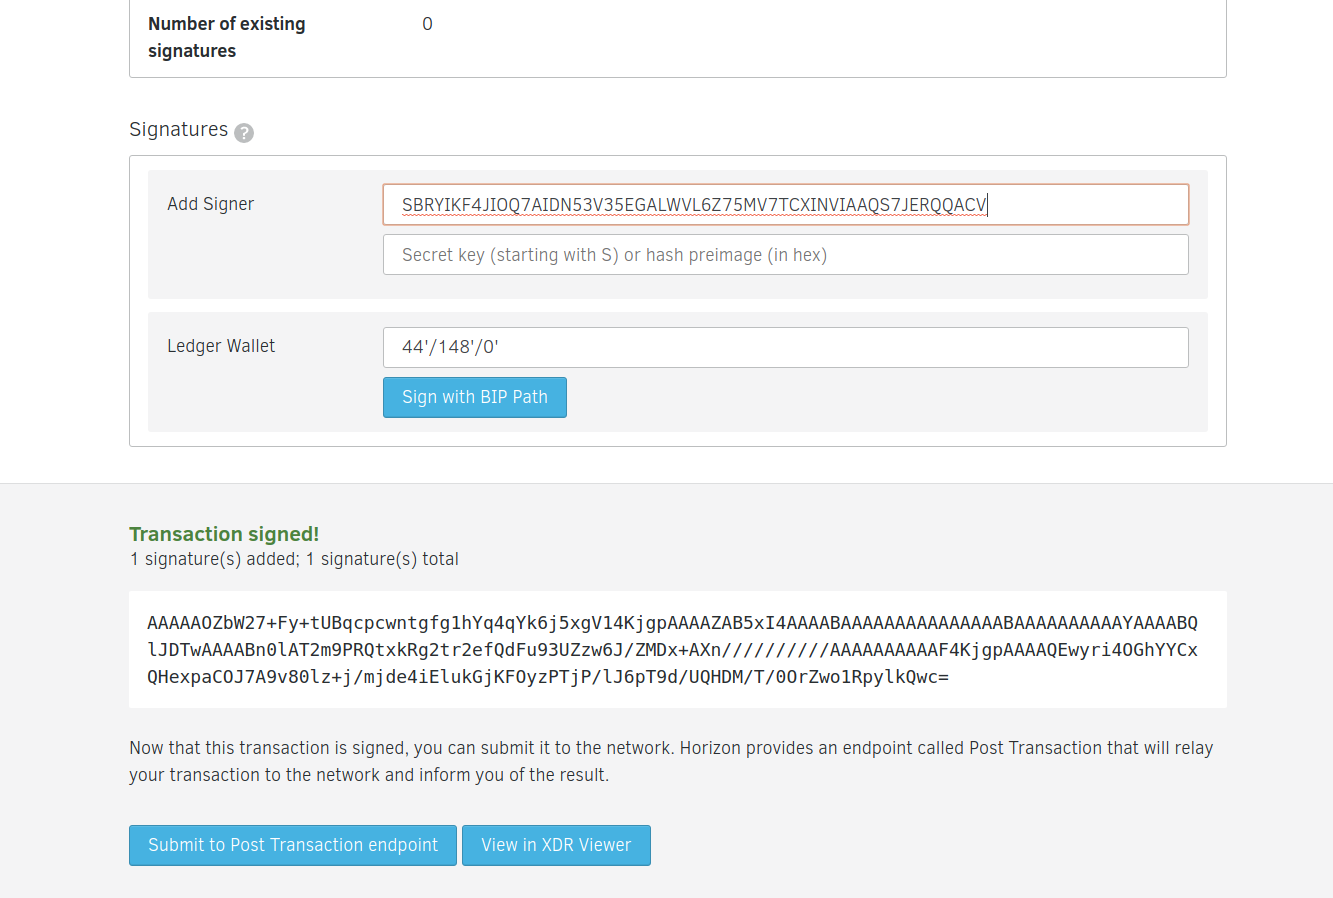 Number of existing
signatures
0
Signatures ?
Add Signer
SBRYIKF4JIOQ7AIDN53V35EGALWVL6Z75MV7TCXINVIAAQS7JERQQACV
Secret key (starting with S) or hash preimage (in hex)
Ledger Wallet
44'/148'/0'
Sign with BIP Path
Transaction signed!
1 signature(s) added; 1 signature(s) total
AAAAAOZbW27+Fy+tUBqcpcwntgfg1hYq4qYk6j5xgV14KjgpAAAAZAB5xI4AAAABAAAAAAAAAAAAAAABAAAAAAAAAAYAAAABQ
lJDTwAAAABn0lAT2m9PRQtxkRg2tr2efQdFu93UZzw6J/ZMDx+AXn//////////AAAAAAAAAAF4KjgpAAAAQEwyri4OGhYYCx
QHexpaCOJ7A9v80lz+j/mjde4iElukGjKFOyzPTjP/lJ6pT9d/UQHDM/T/0OrZwo1RpylkQwc=
Now that this transaction is signed, you can submit it to the network. Horizon provides an endpoint called Post Transaction that will relay
your transaction to the network and inform you of the result.
Submit to Post Transaction endpoint
View in XDR Viewer